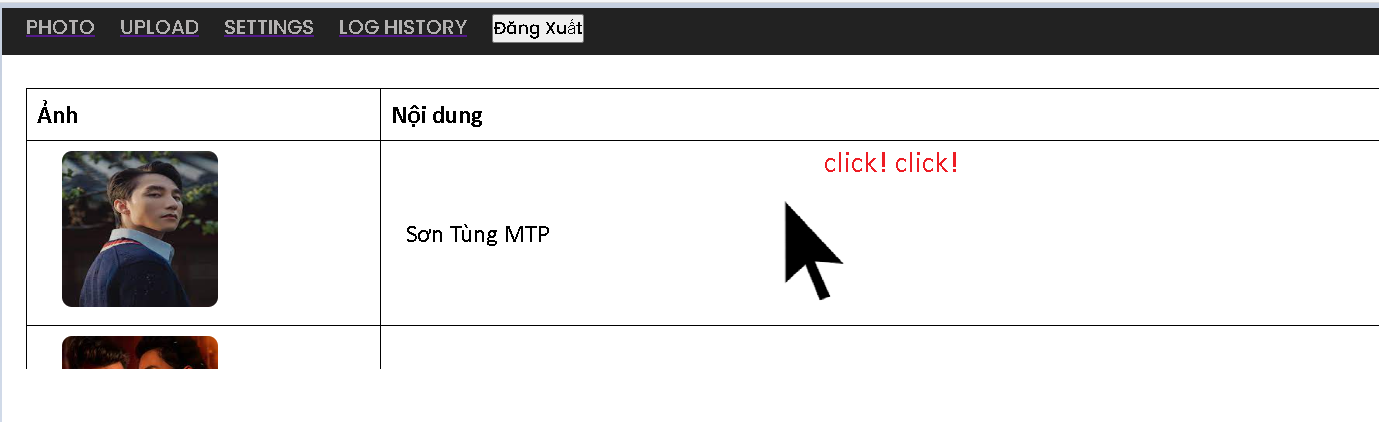 PHOTO UPLOAD SETTINGS LOG HISTORY Đăng Xuất
Ảnh Nội dung
click! click!
Sơn Tùng MTP